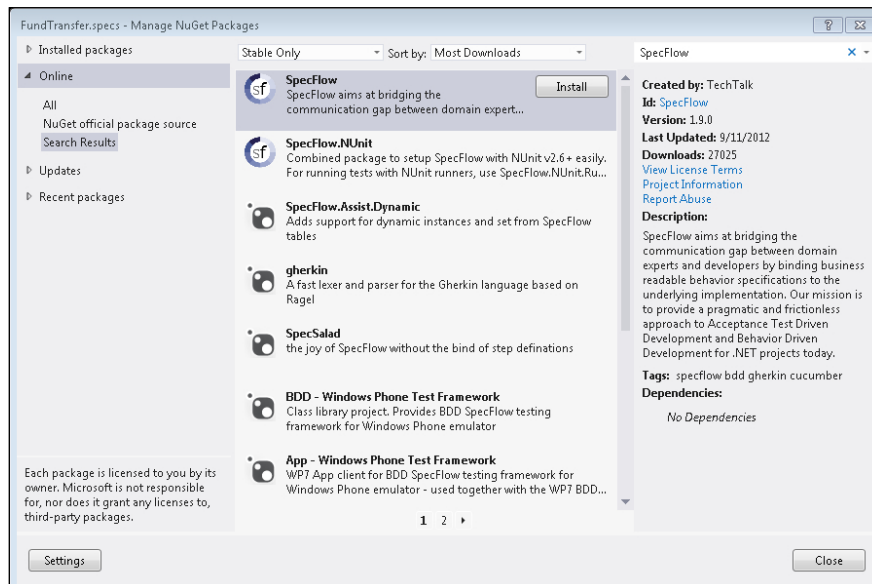 FundTransfer.specs - Manage NuGet Packages
Installed packages
Online
All
NuGet official package source
Search Results
Updates
Recent packages
Each package is licensed to you by its
owner. Microsoft is not responsible
for, nor does it grant any licenses to,
third-party packages.
Settings
Stable Only
Sort by: Most Downloads
sf
SpecFlow
SpecFlow aims at bridging the
communication gap between domain expert...
Install
sf
SpecFlow.NUnit
Combined package to setup SpecFlow with NUnit v2.6+ easily.
For running tests with NUnit runners, use SpecFlow.NUnit.Ru...
SpecFlow.Assist.Dynamic
Adds support for dynamic instances and set from SpecFlow
tables
gherkin
A fast lexer and parser for the Gherkin language based on
Ragel
SpecSalad
the joy of SpecFlow without the bind of step definations
BDD - Windows Phone Test Framework
Class library project. Provides BDD SpecFlow testing
framework for Windows Phone emulator
App - Windows Phone Test Framework
WP7 App client for BDD SpecFlow testing framework for
Windows Phone emulator - used together with the WP7 BDD...
1 2
SpecFlow
Created by: TechTalk
Id: SpecFlow
Version: 1.9.0
Last Updated: 9/11/2012
Downloads: 27025
View License Terms
Project Information
Report Abuse
Description:
SpecFlow aims at bridging the
communication gap between domain
experts and developers by binding business
readable behavior specifications to the
underlying implementation. Our mission is
to provide a pragmatic and frictionless
approach to Acceptance Test Driven
Development and Behavior Driven
Development for .NET projects today.
Tags: specflow bdd gherkin cucumber
Dependencies:
No Dependencies
Close